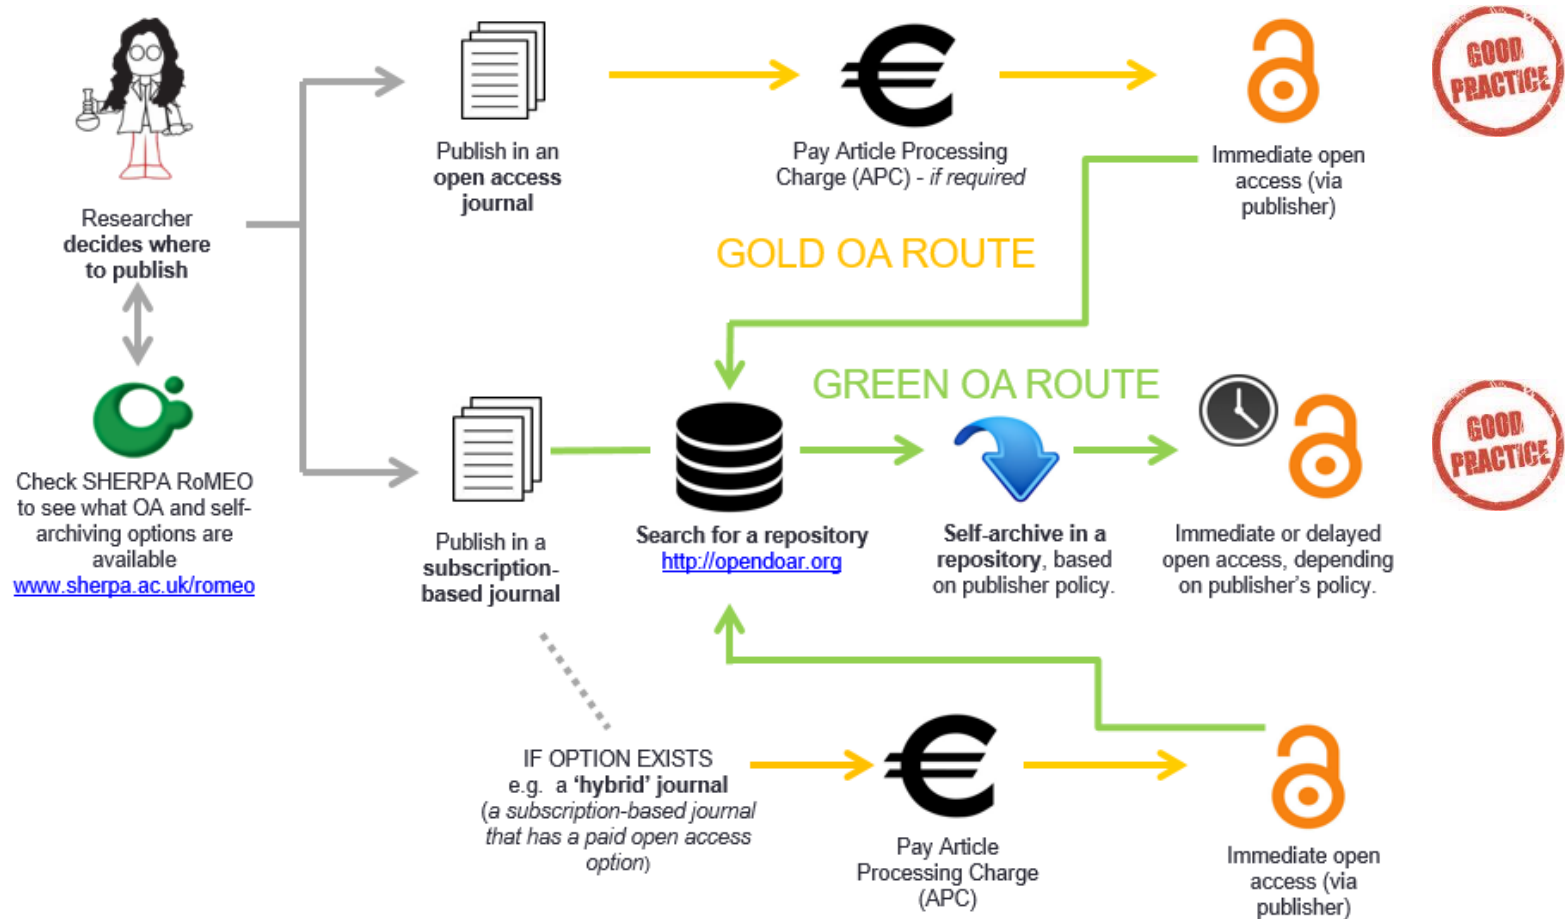 Researcher
decides where
to publish
Check SHERPA RoMEO
to see what OA and self-
archiving options are
available
www.sherpa.ac.uk/romeo
Publish in an
open access
journal
Pay Article Processing
Charge (APC) - if required
Immediate open
access (via
publisher)
GOOD
PRACTICE
GOLD OA ROUTE
GREEN OA ROUTE
Publish in a
subscription-
based journal
Search for a repository
http://opendoar.org
Self-archive in a
repository, based
on publisher policy.
Immediate or delayed
open access, depending
on publisher's policy.
GOOD
PRACTICE
IF OPTION EXISTS
e.g. a ‘hybrid’ journal
(a subscription-based journal
that has a paid open access
option)
Pay Article
Processing Charge
(APC)
Immediate open
access (via
publisher)